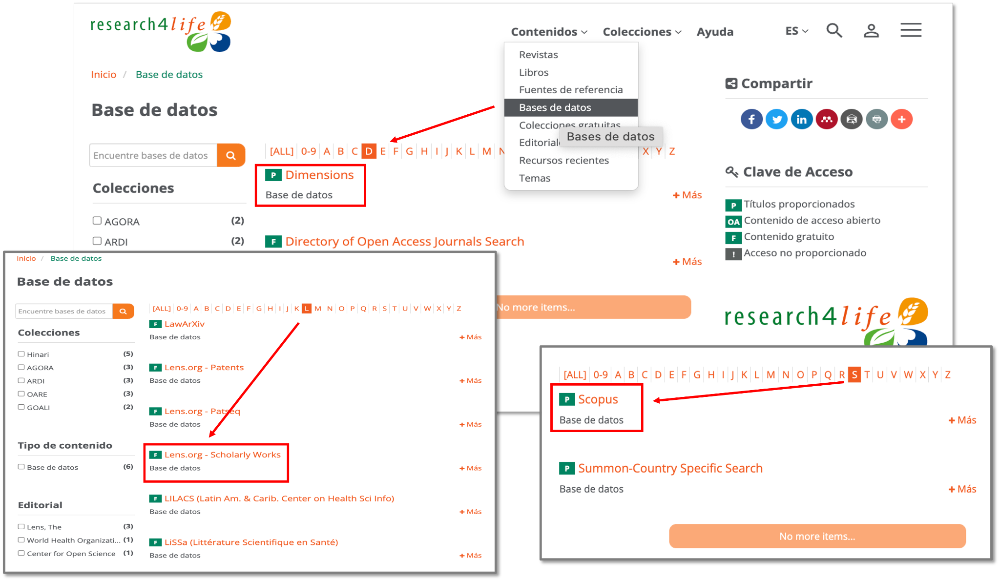 research4life
Contenidos
Colecciones
Ayuda
ES
Revistas
Libros
Fuentes de referencia
Bases de datos
Colecciones gratuitas
Bases de datos
Recursos recientes
Temas
Inicio / Base de datos
Base de datos
Encuentre bases de datos
[ALL] 0-9 A B C D E F G H I J K L M N X Y Z
P Dimensions
Base de datos
+ Más
Colecciones
AGORA (2)
ARDI (2)
F Directory of Open Access Journals Search
+ Más
No more items...
Compartir
Clave de Acceso
P Títulos proporcionados
OA Contenido de acceso abierto
F Contenido gratuito
! Acceso no proporcionado
research4life
Inicio / Base de datos
Base de datos
Encuentre bases de datos
Colecciones
Hinari (5)
AGORA (3)
ARDI (3)
OARE (3)
GOALI (2)
Tipo de contenido
Base de datos (6)
Editorial
Lens, The (3)
World Health Organizati... (1)
Center for Open Science (1)
[ALL] 0-9 A B C D E F G H I J K L M N O P Q R S T U V W X Y Z
F LawArXiv
Base de datos
+ Más
F Lens.org - Patents
Base de datos
+ Más
F Lens.org - Patseq
Base de datos
+ Más
F Lens.org - Scholarly Works
Base de datos
+ Más
F LILACS (Latin Am. & Carib. Center on Health Sci Info)
Base de datos
+ Más
F LiSSa (Littérature Scientifique en Santé)
Base de datos
+ Más
[ALL] 0-9 A B C D E F G H I J K L M N O P Q R S T U V W X Y Z
P Scopus
Base de datos
+ Más
P Summon-Country Specific Search
Base de datos
+ Más
No more items...